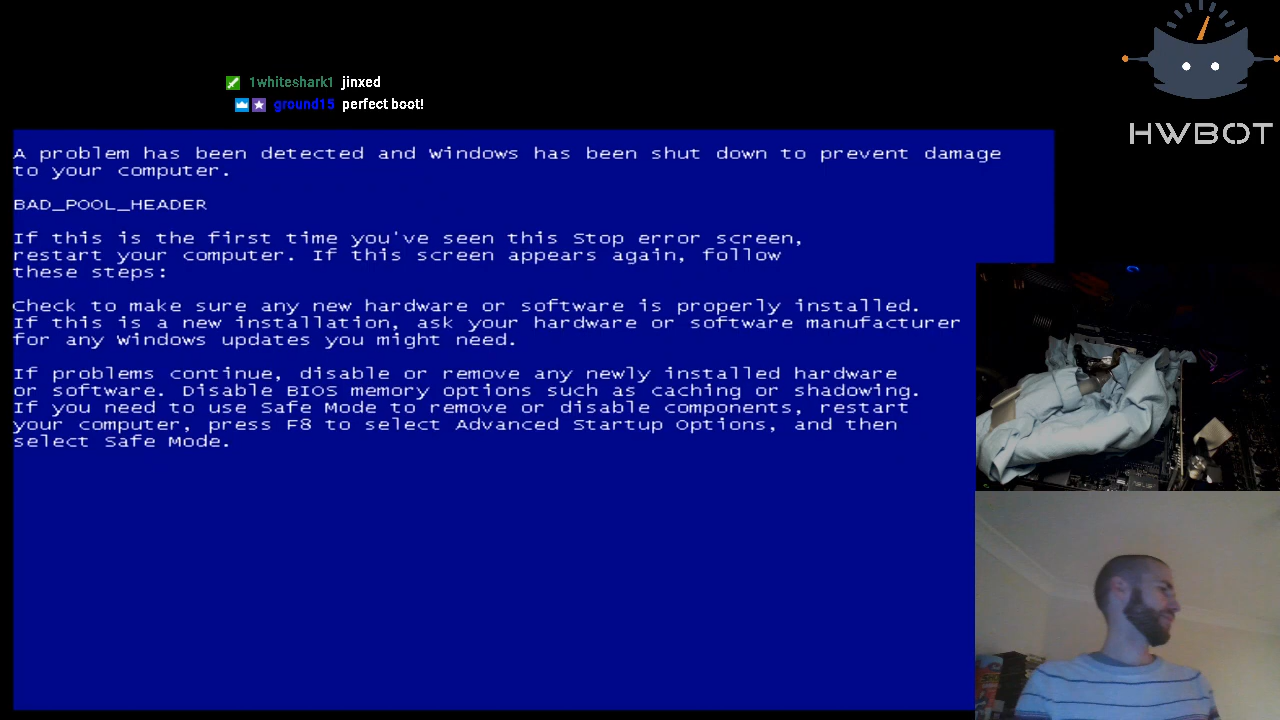 1whiteshark1 jinxed
ground15 perfect boot!
HWBOT
A problem has been detected and Windows has been shut down to prevent damage
to your computer.
BAD_POOL_HEADER
If this is the first time you've seen this Stop error screen,
restart your computer. If this screen appears again, follow
these steps:
Check to make sure any new hardware or software is properly installed.
If this is a new installation, ask your hardware or software manufacturer
for any Windows updates you might need.
If problems continue, disable or remove any newly installed hardware
or software. Disable BIOS memory options such as caching or shadowing.
If you need to use Safe Mode to remove or disable components, restart
your computer, press F8 to select Advanced Startup Options, and then
select Safe Mode.